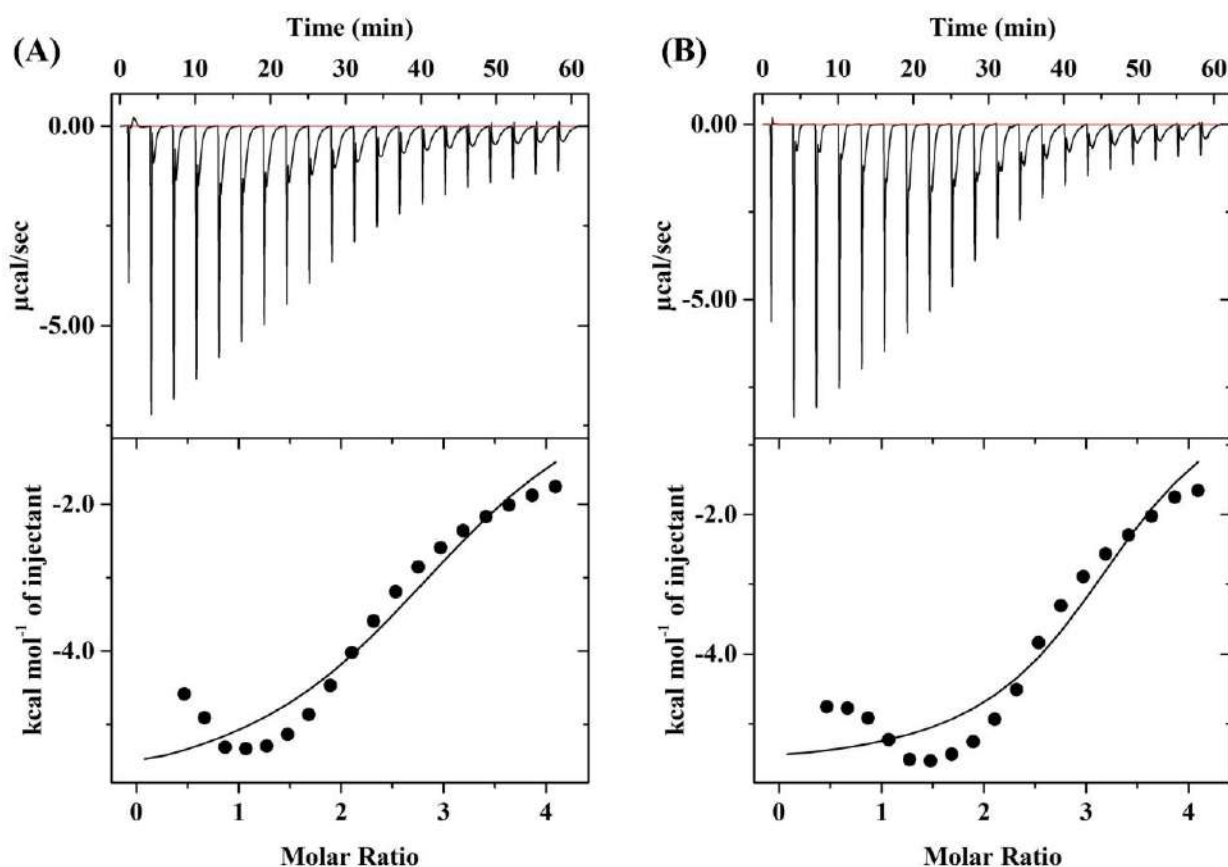 (A)
Time (min)
0 10 20 30 40 50 60
0.00
-5.00
µcal/sec
-2.0
-4.0
kcal mol⁻¹ of injectant
0 1 2 3 4
Molar Ratio
(B)
Time (min)
0 10 20 30 40 50 60
0.00
-5.00
µcal/sec
-2.0
-4.0
kcal mol⁻¹ of injectant
0 1 2 3 4
Molar Ratio